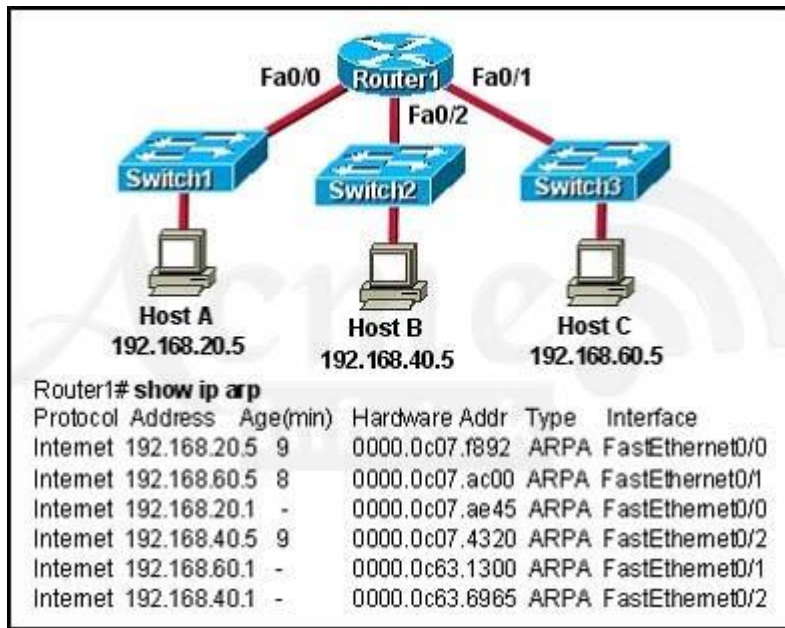 Fa0/0 Router1 Fa0/1
Fa0/2
Switch1 Switch2 Switch3
Host A Host B Host C
192.168.20.5 192.168.40.5 192.168.60.5
Router1# show ip arp
Protocol Address Age(min) Hardware Addr Type Interface
Internet 192.168.20.5 9 0000.0c07.f892 ARPA FastEthernet0/0
Internet 192.168.60.5 8 0000.0c07.ac00 ARPA FastEthernet0/1
Internet 192.168.20.1 - 0000.0c07.ae45 ARPA FastEthernet0/0
Internet 192.168.40.5 9 0000.0c07.4320 ARPA FastEthernet0/2
Internet 192.168.60.1 - 0000.0c63.1300 ARPA FastEthernet0/1
Internet 192.168.40.1 - 0000.0c63.6965 ARPA FastEthernet0/2
Acme